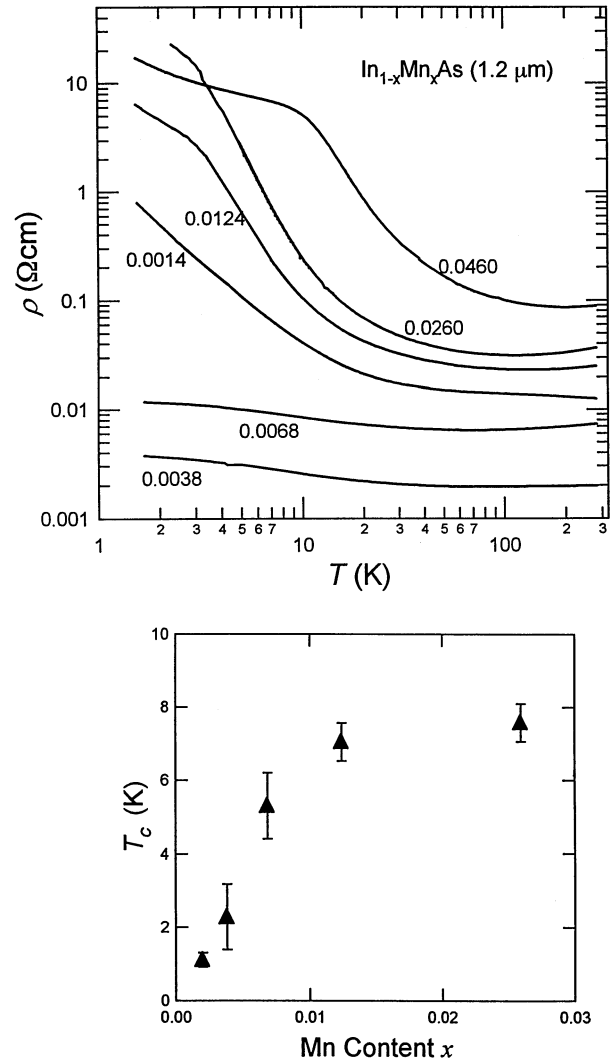 In1-xMnxAs (1.2 μm)
ρ (Ωcm)
10
1
0.1
0.01
0.001
0.0460
0.0124
0.0014
0.0260
0.0068
0.0038
1 2 3 4 5 6 7 10 2 3 4 5 6 7 100 2 3
T (K)
Tc (K)
10
8
6
4
2
0
0.00 0.01 0.02 0.03
Mn Content x